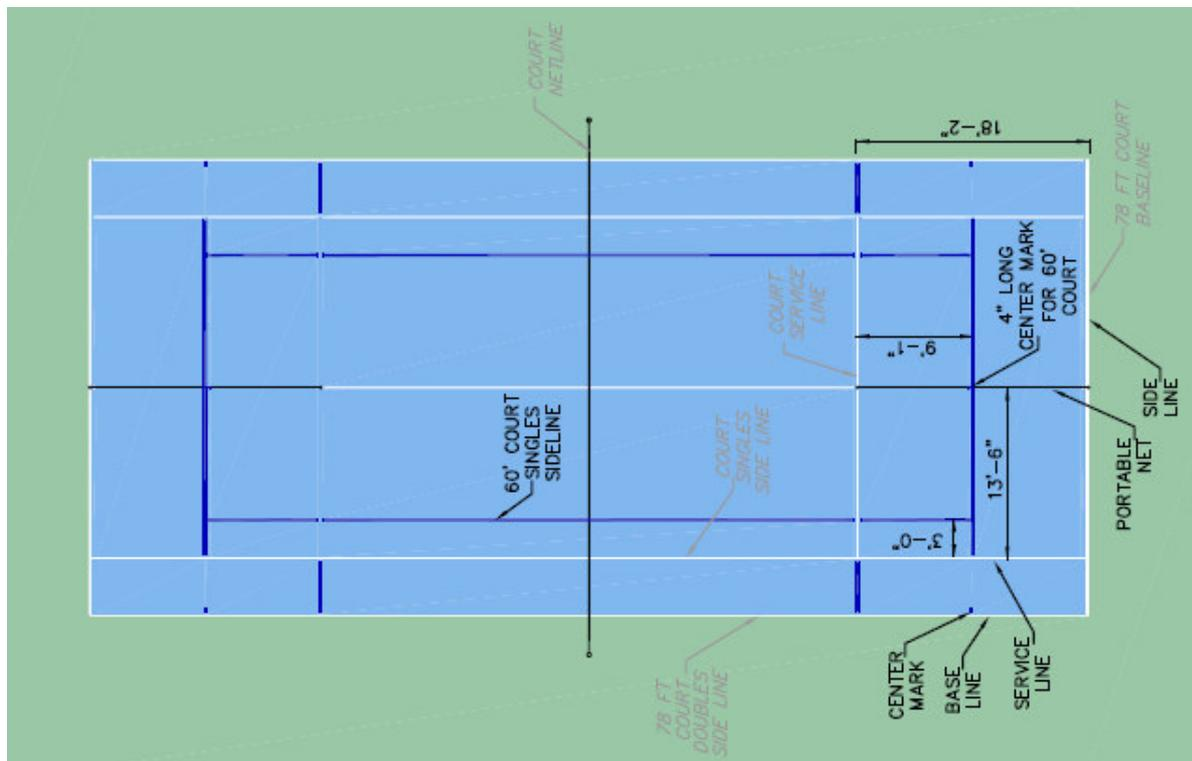 COURT
NETLINE
18'-2"
78 FT COURT
BASELINE
4" LONG
CENTER MARK
FOR 60'
COURT
COURT
SERVICE
LINE
9'-1"
SIDE
LINE
PORTABLE
NET
60' COURT
SINGLES
SIDELINE
COURT
SINGLES
SIDE LINE
13'-6"
3'-0"
78 FT
COURT
DOUBLES
SIDE LINE
CENTER
MARK
BASE
LINE
SERVICE
LINE